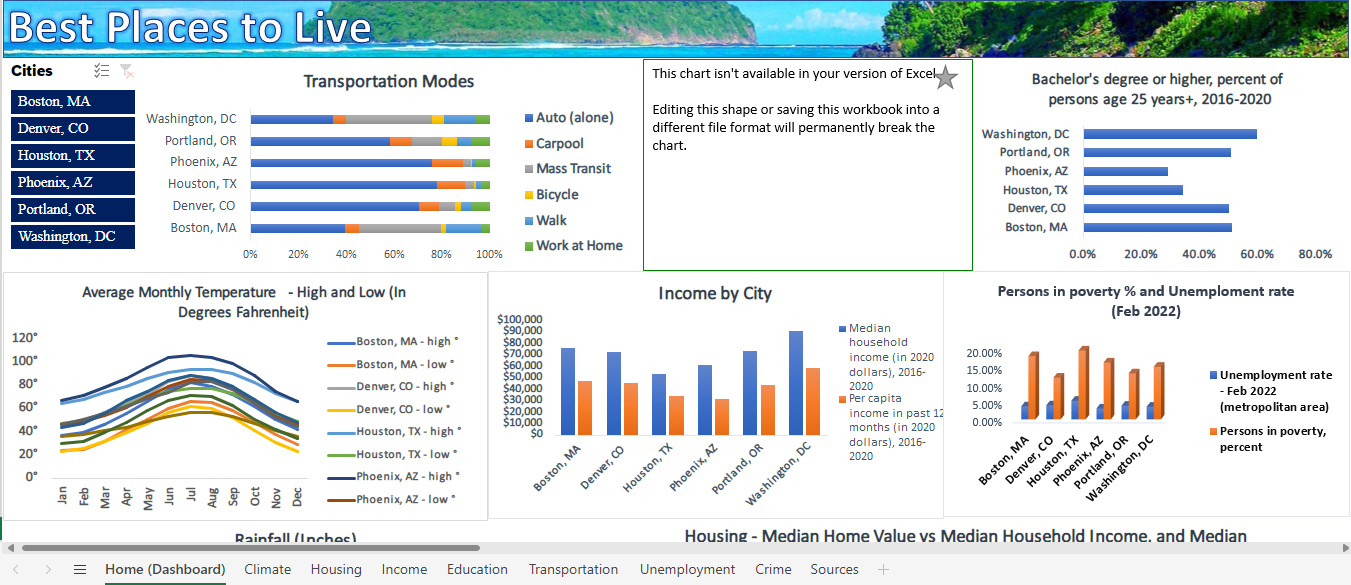 Best Places to Live
Cities
Boston, MA
Denver, CO
Houston, TX
Phoenix, AZ
Portland, OR
Washington, DC
Transportation Modes
Washington, DC
Portland, OR
Phoenix, AZ
Houston, TX
Denver, CO
Boston, MA
0% 20% 40% 60% 80% 100%
Auto (alone)
Carpool
Mass Transit
Bicycle
Walk
Work at Home
This chart isn't available in your version of Excel.
Editing this shape or saving this workbook into a
different file format will permanently break the
chart.
Bachelor's degree or higher, percent of
persons age 25 years+, 2016-2020
Washington, DC
Portland, OR
Phoenix, AZ
Houston, TX
Denver, CO
Boston, MA
0.0% 20.0% 40.0% 60.0% 80.0%
Average Monthly Temperature - High and Low (In
Degrees Fahrenheit)
120°
100°
80°
60°
40°
20°
0°
Jan Feb Mar Apr May Jun Jul Aug Sep Oct Nov Dec
Boston, MA - high °
Boston, MA - low °
Denver, CO - high °
Denver, CO - low °
Houston, TX - high °
Houston, TX - low °
Phoenix, AZ - high °
Phoenix, AZ - low °
Income by City
$100,000
$90,000
$80,000
$70,000
$60,000
$50,000
$40,000
$30,000
$20,000
$10,000
$0
Boston, MA
Denver, CO
Houston, TX
Phoenix, AZ
Portland, OR
Washington, DC
Median
household
income (in 2020
dollars), 2016-
2020
Per capita
income in past 12
months (in 2020
dollars), 2016-
2020
Persons in poverty % and Unemploment rate
(Feb 2022)
20.00%
15.00%
10.00%
5.00%
0.00%
Boston, MA
Denver, CO
Houston, TX
Phoenix, AZ
Portland, OR
Washington, DC
Unemployment rate
- Feb 2022
(metropolitan area)
Persons in poverty,
percent
Rainfall (Inches)
Housing - Median Home Value vs Median Household Income, and Median
Home (Dashboard) Climate Housing Income Education Transportation Unemployment Crime Sources